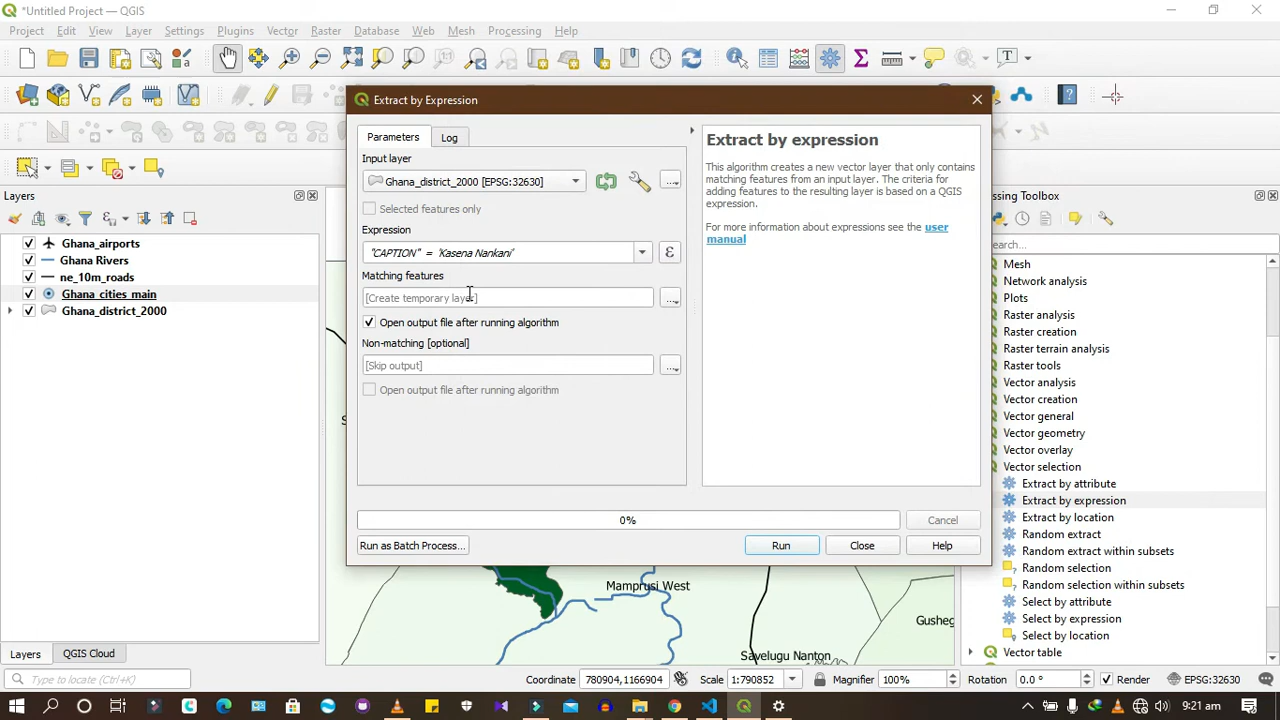 *Untitled Project — QGIS
Project Edit View Layer Settings Plugins Vector Raster Database Web Mesh Processing Help
Extract by Expression
Parameters Log
Input layer
Ghana_district_2000 [EPSG:32630]
Selected features only
Expression
"CAPTION" = 'Kasena Nankani'
Matching features
[Create temporary layer]
Open output file after running algorithm
Non-matching [optional]
[Skip output]
Open output file after running algorithm
Extract by expression
This algorithm creates a new vector layer that only contains
matching features from an input layer. The criteria for
adding features to the resulting layer is based on a QGIS
expression.
For more information about expressions see the user
manual
0%
Cancel
Run as Batch Process...
Run
Close
Help
Layers
Ghana_airports
Ghana Rivers
ne_10m_roads
Ghana_cities_main
Ghana_district_2000
Mamprusi West
Savelugu Nanton
Gusheg
ssing Toolbox
earch...
Mesh
Network analysis
Plots
Raster analysis
Raster creation
Raster terrain analysis
Raster tools
Vector analysis
Vector creation
Vector general
Vector geometry
Vector overlay
Vector selection
Extract by attribute
Extract by expression
Extract by location
Random extract
Random extract within subsets
Random selection
Random selection within subsets
Select by attribute
Select by expression
Select by location
Vector table
Layers QGIS Cloud
Type to locate (Ctrl+K)
Coordinate 780904,1166904
Scale 1:790852
Magnifier 100%
Rotation 0.0 °
Render
EPSG:32630
9:21 am